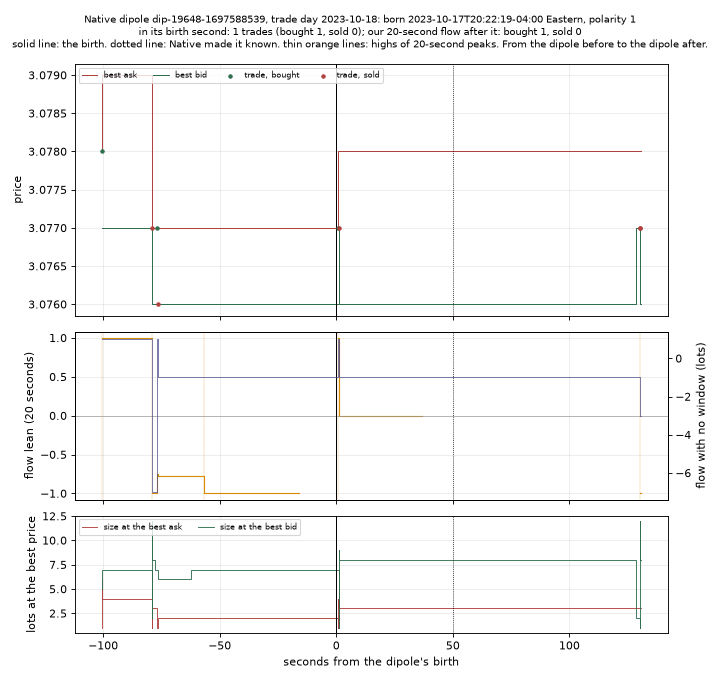 Native dipole dip-19648-1697588539, trade day 2023-10-18: born 2023-10-17T20:22:19-04:00 Eastern, polarity 1
in its birth second: 1 trades (bought 1, sold 0); our 20-second flow after it: bought 1, sold 0
solid line: the birth. dotted line: Native made it known. thin orange lines: highs of 20-second peaks. From the dipole before to the dipole after.
best ask best bid trade, bought trade, sold
3.0790
3.0785
3.0780
3.0775
3.0770
3.0765
3.0760
price
1.0
0.5
0.0
−0.5
−1.0
flow lean (20 seconds)
0
−2
−4
−6
flow with no window (lots)
size at the best ask size at the best bid
12.5
10.0
7.5
5.0
2.5
lots at the best price
−100 −50 0 50 100
seconds from the dipole's birth